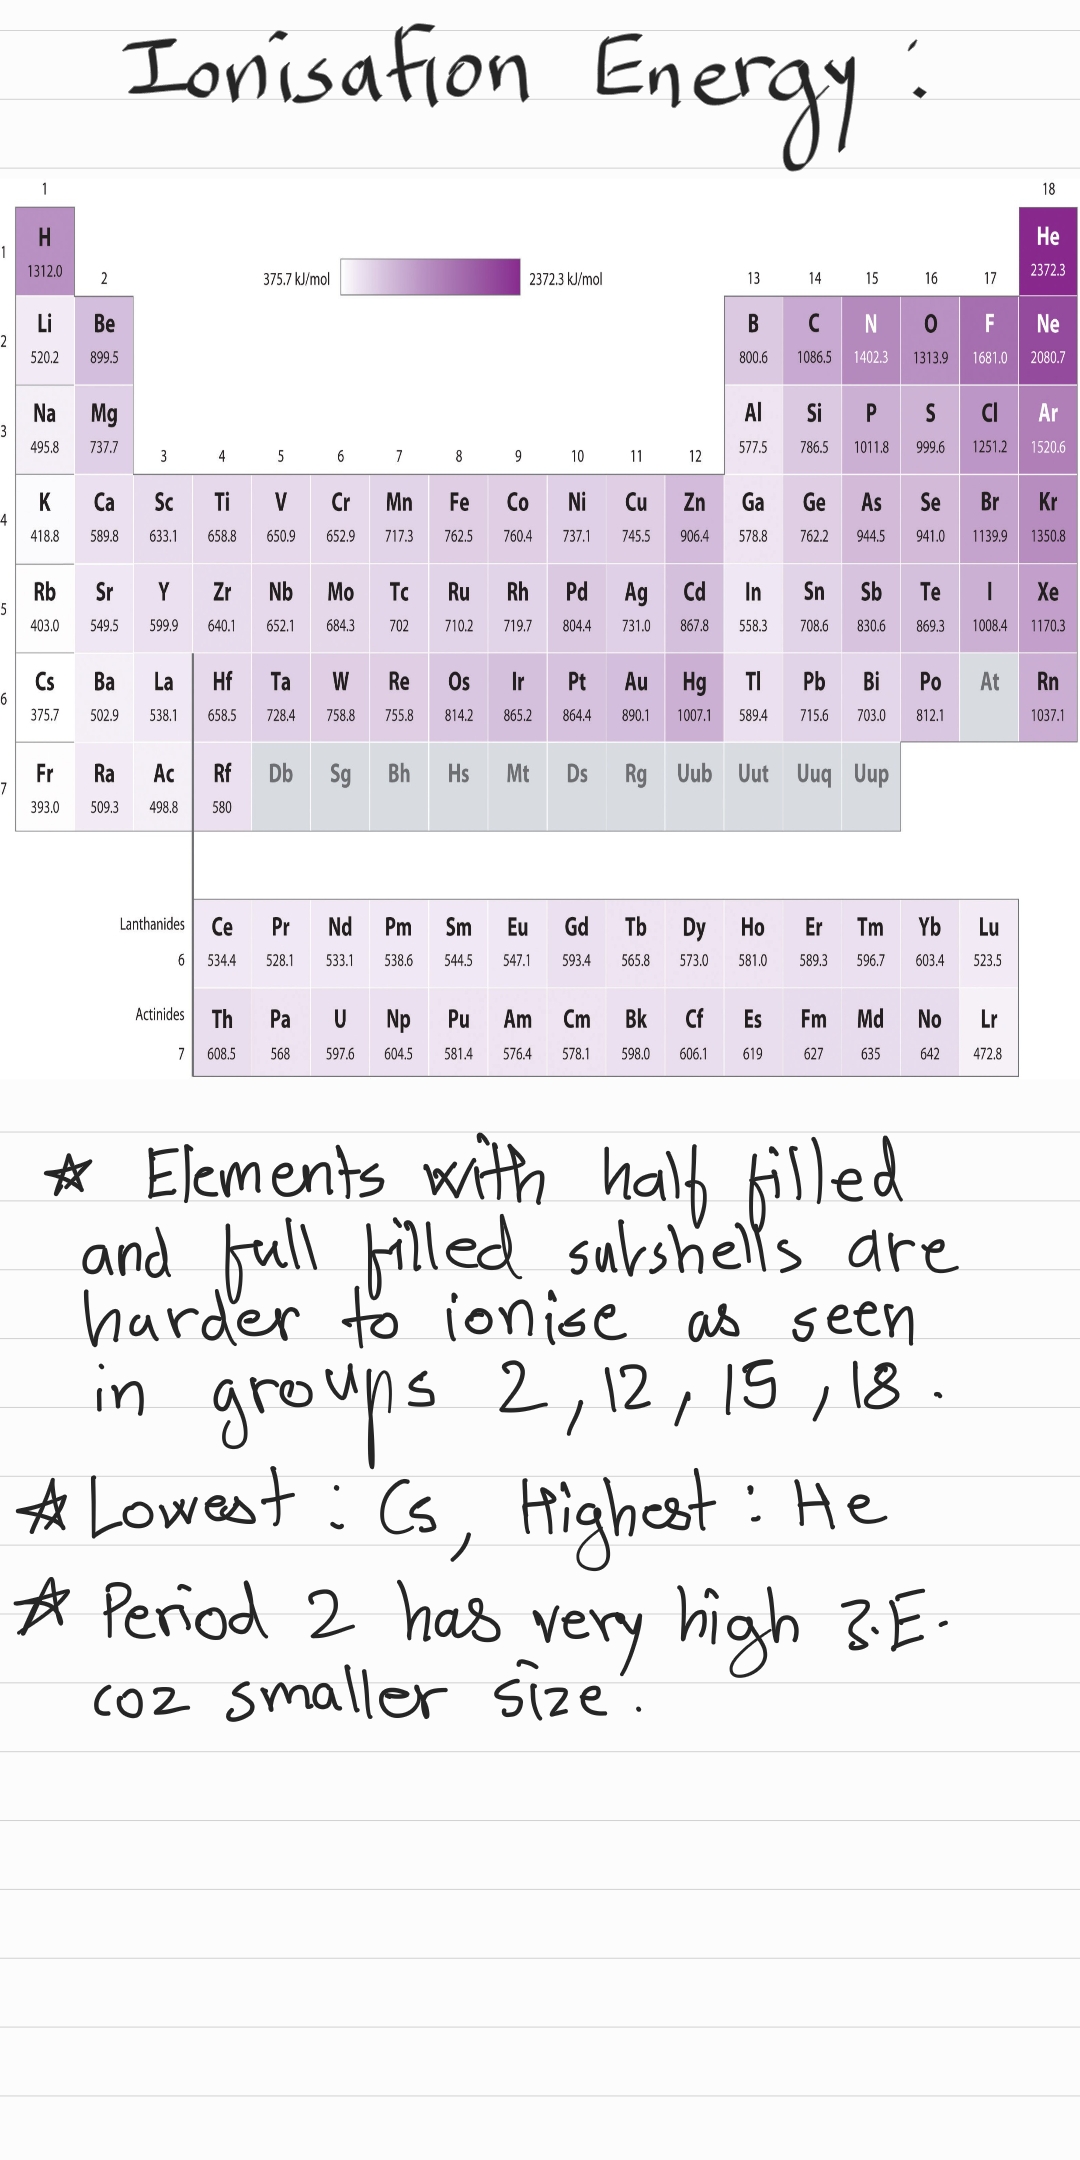 Ionisation Energy :
1 18
1 H He
1312.0 2372.3
2 375.7 kJ/mol 2372.3 kJ/mol 13 14 15 16 17
2 Li Be B C N O F Ne
520.2 899.5 800.6 1086.5 1402.3 1313.9 1681.0 2080.7
3 Na Mg Al Si P S Cl Ar
495.8 737.7 577.5 786.5 1011.8 999.6 1251.2 1520.6
3 4 5 6 7 8 9 10 11 12
4 K Ca Sc Ti V Cr Mn Fe Co Ni Cu Zn Ga Ge As Se Br Kr
418.8 589.8 633.1 658.8 650.9 652.9 717.3 762.5 760.4 737.1 745.5 906.4 578.8 762.2 944.5 941.0 1139.9 1350.8
5 Rb Sr Y Zr Nb Mo Tc Ru Rh Pd Ag Cd In Sn Sb Te I Xe
403.0 549.5 599.9 640.1 652.1 684.3 702 710.2 719.7 804.4 731.0 867.8 558.3 708.6 830.6 869.3 1008.4 1170.3
6 Cs Ba La Hf Ta W Re Os Ir Pt Au Hg Tl Pb Bi Po At Rn
375.7 502.9 538.1 658.5 728.4 758.8 755.8 814.2 865.2 864.4 890.1 1007.1 589.4 715.6 703.0 812.1 1037.1
7 Fr Ra Ac Rf Db Sg Bh Hs Mt Ds Rg Uub Uut Uuq Uup
393.0 509.3 498.8 580
Lanthanides Ce Pr Nd Pm Sm Eu Gd Tb Dy Ho Er Tm Yb Lu
6 534.4 528.1 533.1 538.6 544.5 547.1 593.4 565.8 573.0 581.0 589.3 596.7 603.4 523.5
Actinides Th Pa U Np Pu Am Cm Bk Cf Es Fm Md No Lr
7 608.5 568 597.6 604.5 581.4 576.4 578.1 598.0 606.1 619 627 635 642 472.8
☆ Elements with half filled
and full filled subshells are
harder to ionise as seen
in groups 2, 12, 15, 18.
☆ Lowest : Cs, Highest : He
☆ Period 2 has very high I.E.
coz smaller size.